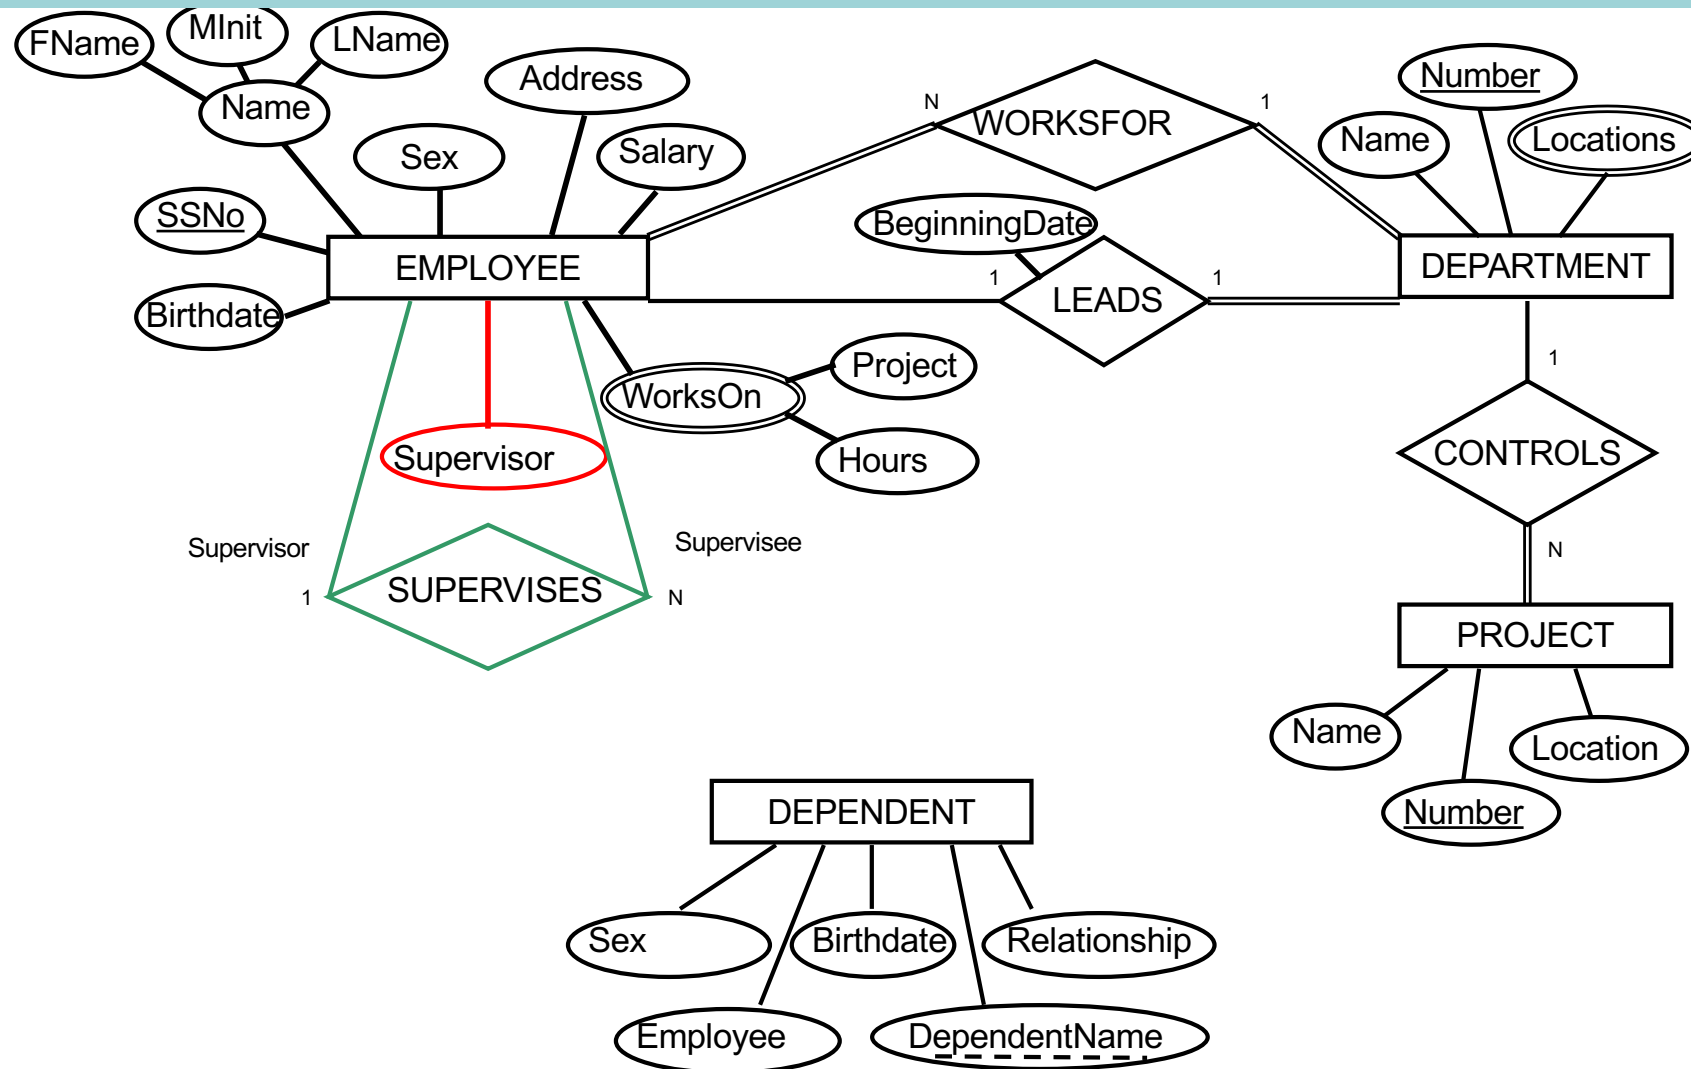 FName
MInit
LName
Name
Address
Sex
Salary
SSNo
EMPLOYEE
Birthdate
N
WORKSFOR
1
Number
Name
Locations
BeginningDate
1
LEADS
1
DEPARTMENT
WorksOn
Project
Hours
Supervisor
1
CONTROLS
N
Supervisor
Supervisee
1
SUPERVISES
N
PROJECT
Name
Location
Number
DEPENDENT
Sex
Birthdate
Relationship
Employee
DependentName